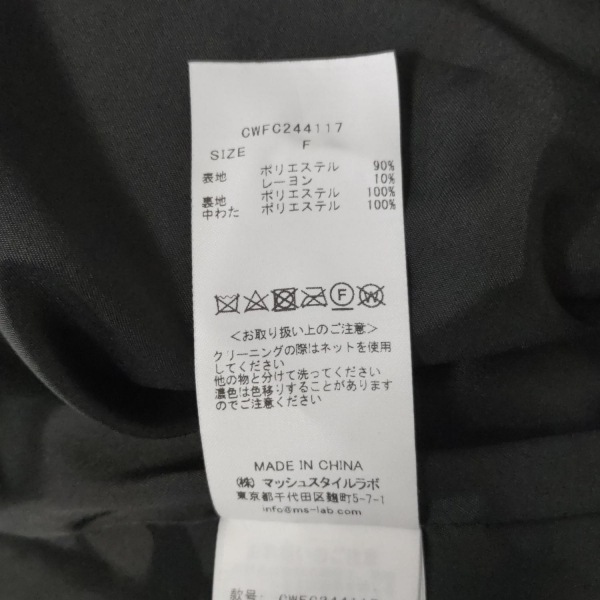 CWFC244117
SIZE F
表地 ポリエステル 90%
レーヨン 10%
裏地 ポリエステル 100%
中わた ポリエステル 100%
F W
<お取り扱い上のご注意>
クリーニングの際はネットを使用
してください
他の物と分けて洗ってください
濃色は色移りすることがあります
のでご注意ください
MADE IN CHINA
(株) マッシュスタイルラボ
東京都千代田区麹町5-7-1
info@ms-lab.com
款号: CWFC244117